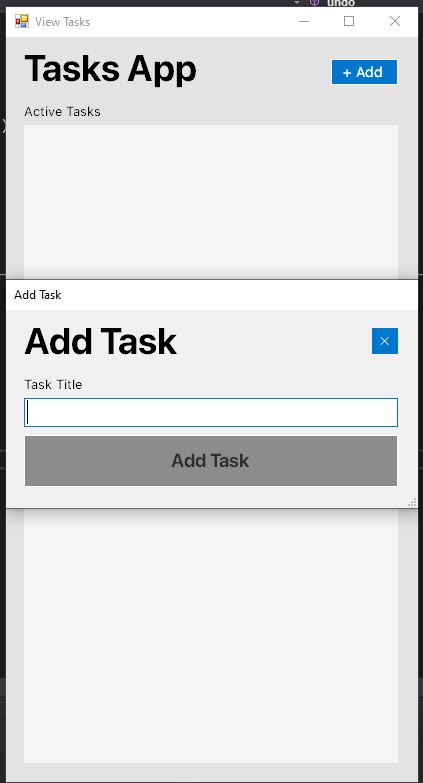 undo
View Tasks
Tasks App
+ Add
Active Tasks
Add Task
Add Task
Task Title
Add Task